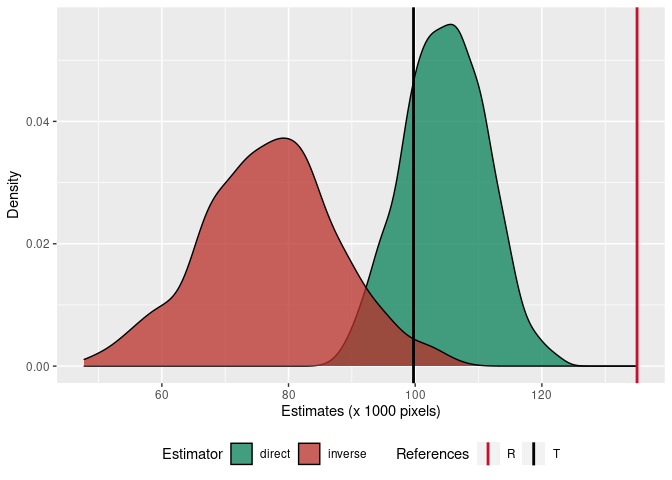 0.04
0.02
0.00
Density
60 80 100 120
Estimates (x 1000 pixels)
Estimator direct inverse References R T